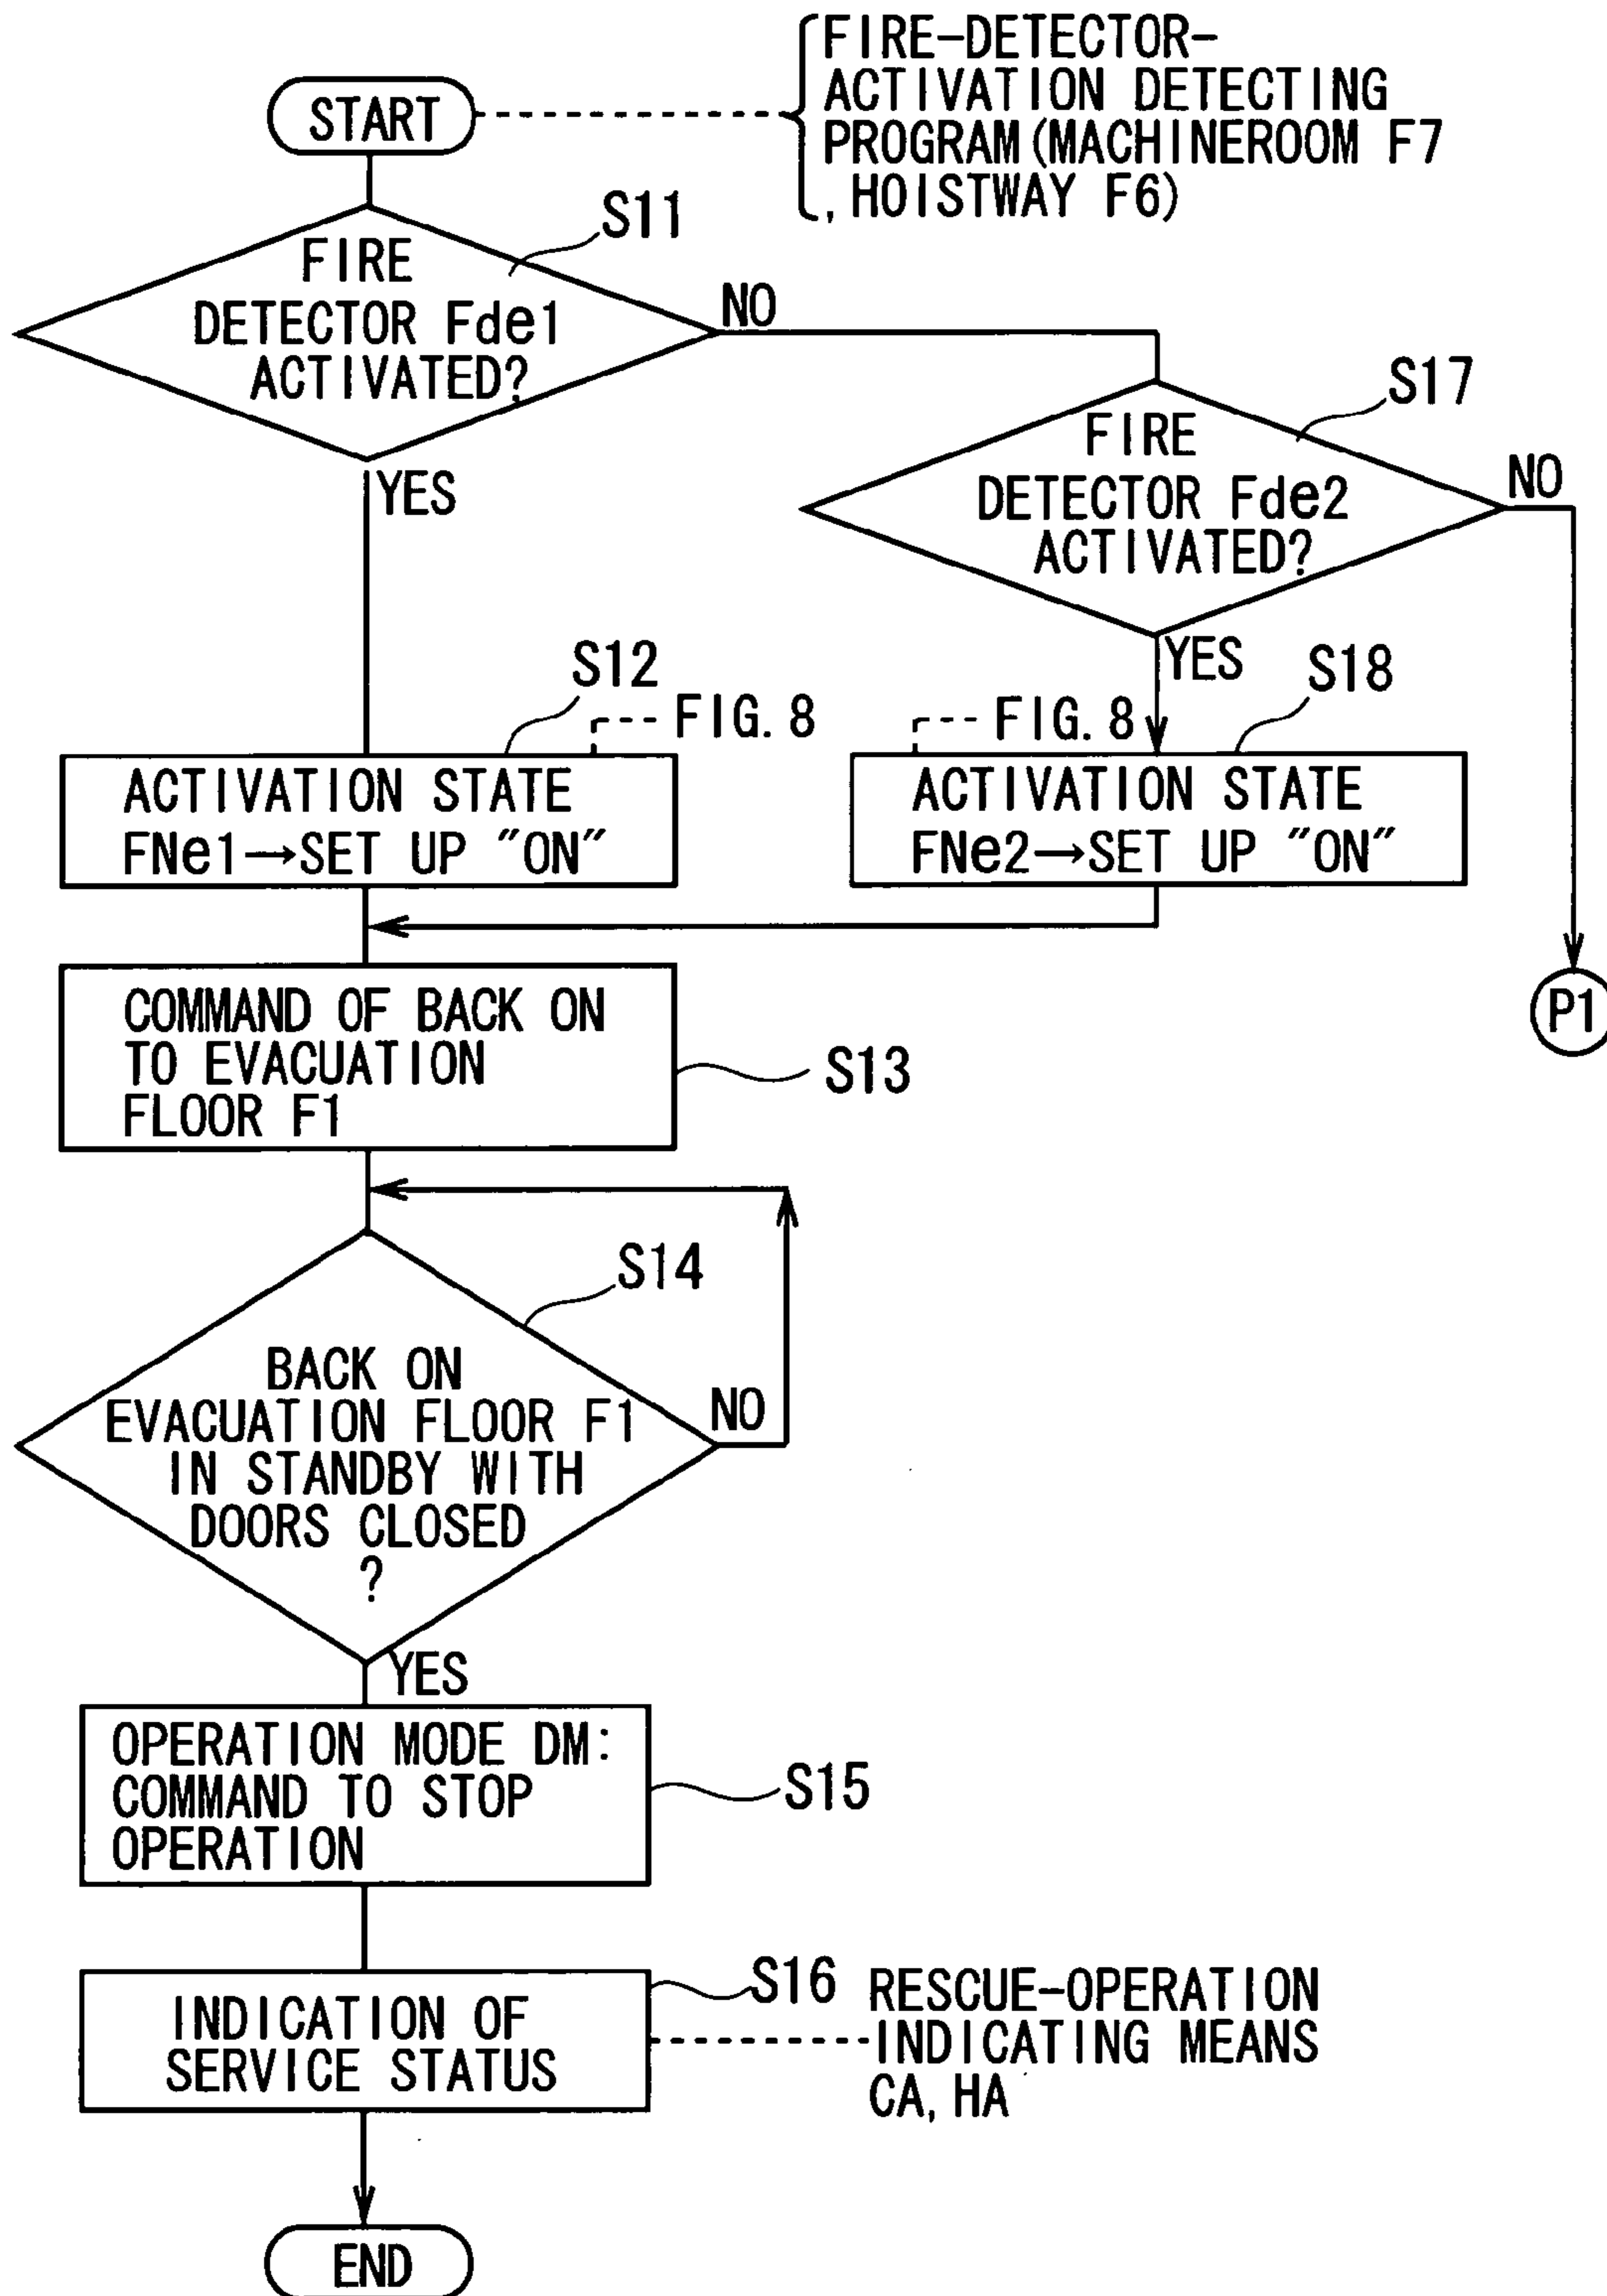 START
FIRE-DETECTOR-
ACTIVATION DETECTING
PROGRAM(MACHINEROOM F7
, HOISTWAY F6)
S11
FIRE
DETECTOR Fde1
ACTIVATED?
NO
YES
S17
FIRE
DETECTOR Fde2
ACTIVATED?
NO
YES
S12
FIG. 8
ACTIVATION STATE
FNe1→SET UP "ON"
S18
FIG. 8
ACTIVATION STATE
FNe2→SET UP "ON"
P1
COMMAND OF BACK ON
TO EVACUATION
FLOOR F1
S13
S14
BACK ON
EVACUATION FLOOR F1
IN STANDBY WITH
DOORS CLOSED
?
NO
YES
OPERATION MODE DM:
COMMAND TO STOP
OPERATION
S15
S16
INDICATION OF
SERVICE STATUS
RESCUE-OPERATION
INDICATING MEANS
CA, HA
END